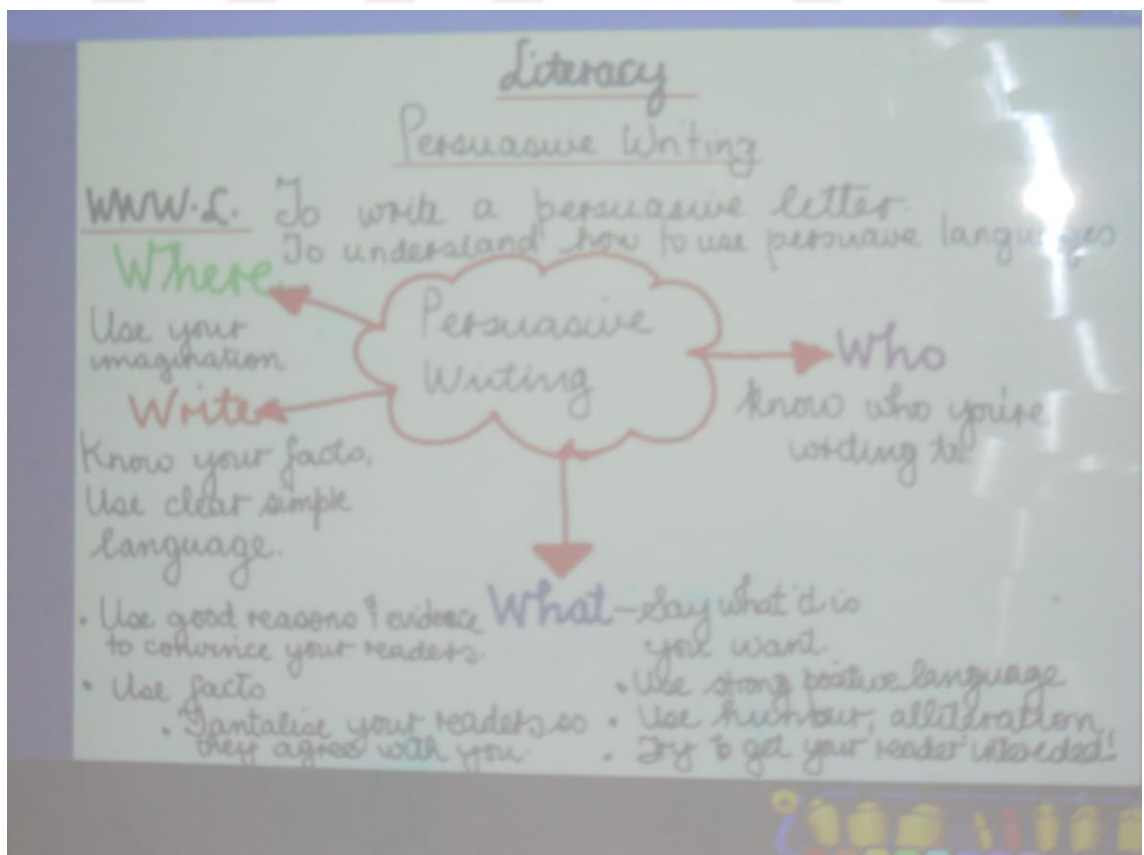 Literacy
Persuasive Writing
WWW.L. To write a persuasive letter.
To understand how to use persuave languages
Where
Use your
imagination
Write
Know your facts,
Use clear simple
language.
Persuasive
Writing
Who
know who you're
writing to
What - Say what it is
you want.
• Use good reasons & evidence
to convince your readers.
• Use facts
• Tantalise your readers so
they agree with you.
• Use strong positive language
• Use humour, alliteration,
• Try to get your reader intereded!